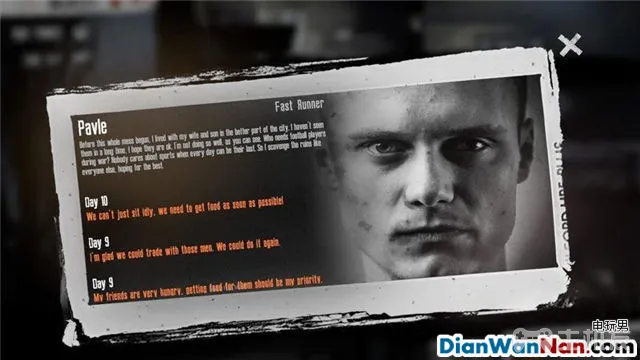 Fast Runner
Pavle
Before this whole mess began, I lived with my wife and son in the better part of the city. I haven't seen
them in a long time. I hope they are ok. I'm not doing so well, as you can see. Who needs football players
during war? Nobody cares about sports when every day can be their last. So I scavenge the ruins like
everyone else, hoping for the best.
Day 10
We can't just sit idly, we need to get food as soon as possible!
Day 9
I'm glad we could trade with those men. We could do it again.
Day 9
My friends are very hungry, getting food for them should be my priority.
电玩男
DianWanNan.com